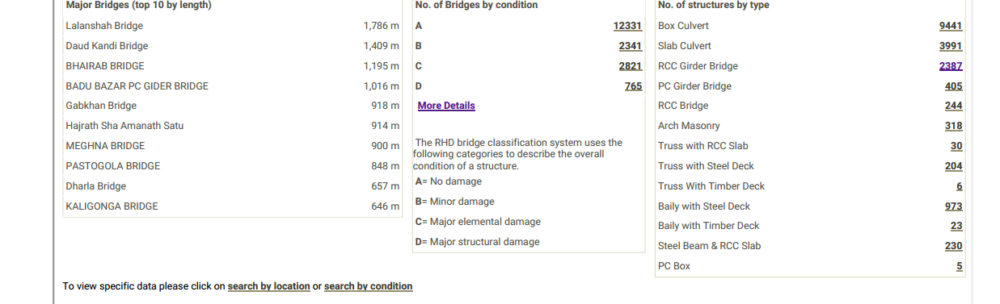 Major Bridges (top 10 by length)
Lalanshah Bridge 1,786 m
Daud Kandi Bridge 1,409 m
BHAIRAB BRIDGE 1,195 m
BADU BAZAR PC GIDER BRIDGE 1,016 m
Gabkhan Bridge 918 m
Hajrath Sha Amanath Satu 914 m
MEGHNA BRIDGE 900 m
PASTOGOLA BRIDGE 848 m
Dharla Bridge 657 m
KALIGONGA BRIDGE 646 m
No. of Bridges by condition
A 12331
B 2341
C 2821
D 765
More Details
The RHD bridge classification system uses the
following categories to describe the overall
condition of a structure.
A= No damage
B= Minor damage
C= Major elemental damage
D= Major structural damage
No. of structures by type
Box Culvert 9441
Slab Culvert 3991
RCC Girder Bridge 2387
PC Girder Bridge 405
RCC Bridge 244
Arch Masonry 318
Truss with RCC Slab 30
Truss with Steel Deck 204
Truss With Timber Deck 6
Baily with Steel Deck 973
Baily with Timber Deck 23
Steel Beam & RCC Slab 230
PC Box 5
To view specific data please click on search by location or search by condition